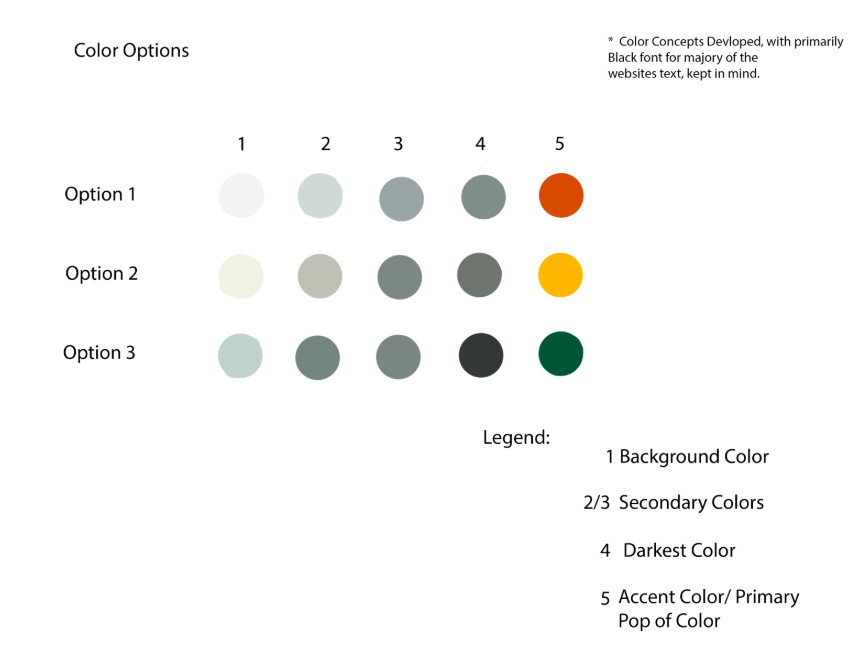 Color Options
* Color Concepts Devloped, with primarily
Black font for majory of the
websites text, kept in mind.
1 2 3 4 5
Option 1
Option 2
Option 3
Legend:
1 Background Color
2/3 Secondary Colors
4 Darkest Color
5 Accent Color/ Primary
Pop of Color